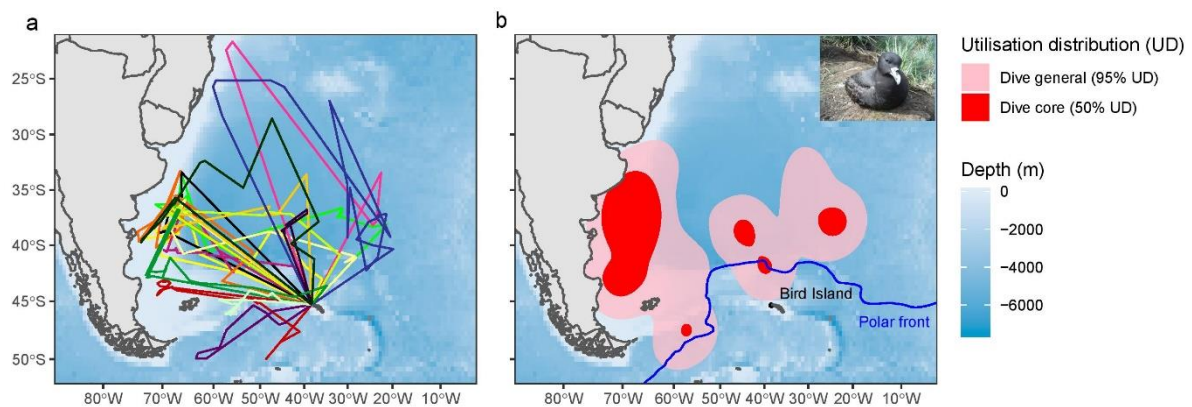 a
25°S
30°S
35°S
40°S
45°S
50°S
80°W 70°W 60°W 50°W 40°W 30°W 20°W 10°W
b
Bird Island
Polar front
80°W 70°W 60°W 50°W 40°W 30°W 20°W 10°W
Utilisation distribution (UD)
Dive general (95% UD)
Dive core (50% UD)
Depth (m)
0
-2000
-4000
-6000